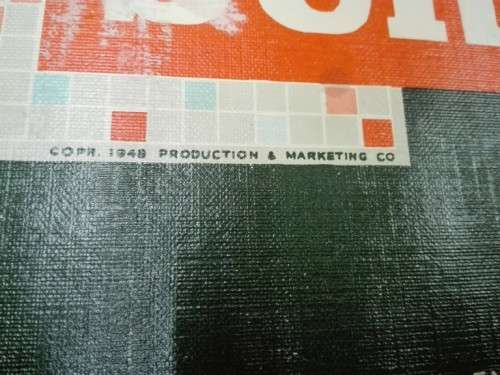 COPR. 1948 PRODUCTION & MARKETING CO